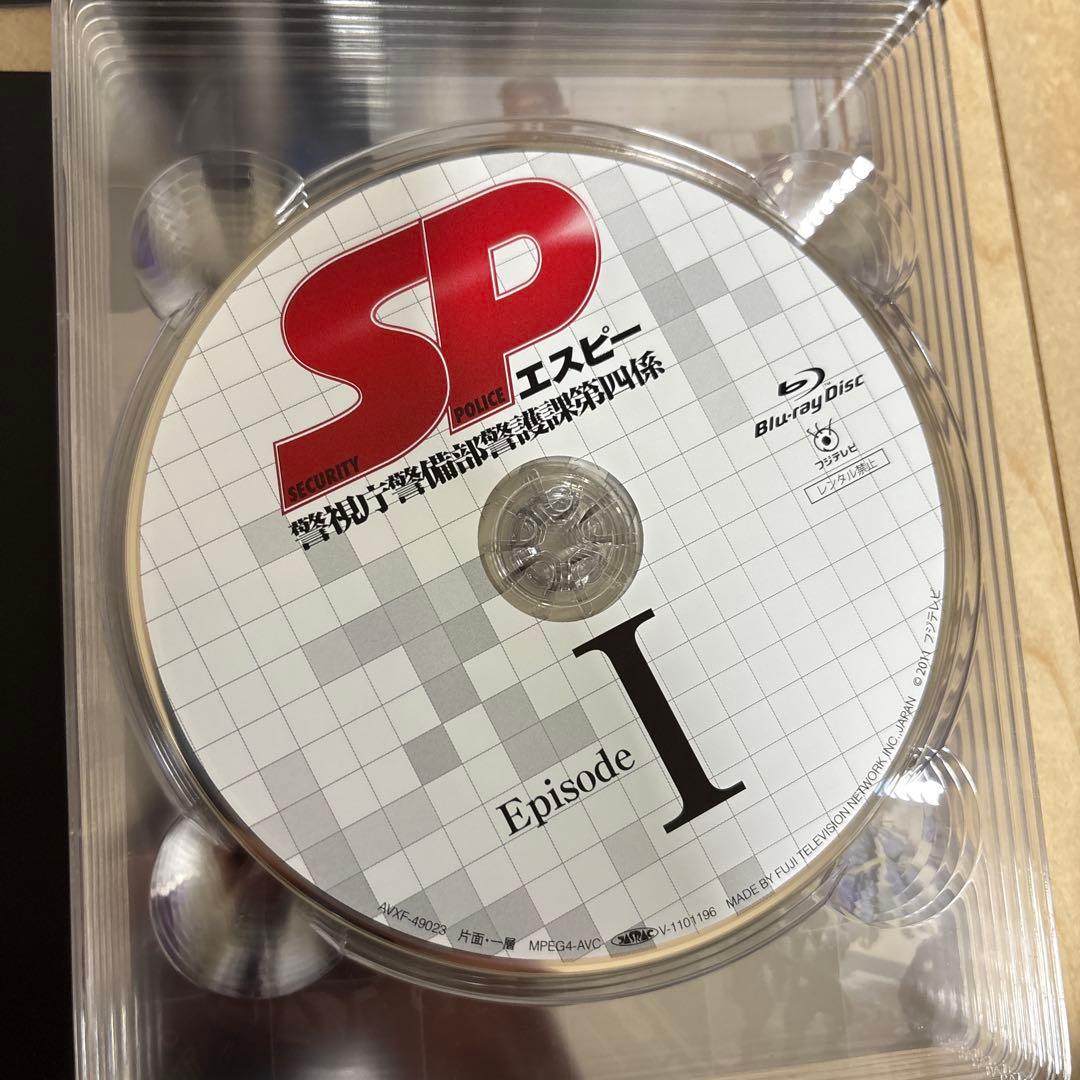 SP
SECURITY
POLICE
エスピー
警視庁警備部警護課第四係
Blu-ray Disc™
フジテレビ
レンタル禁止
Episode I
AVXF-49023 片面・一層 MPEG4-AVC JASRAC V-1101196 MADE BY FUJI TELEVISION NETWORK INC.,JAPAN ©2011 フジテレビ